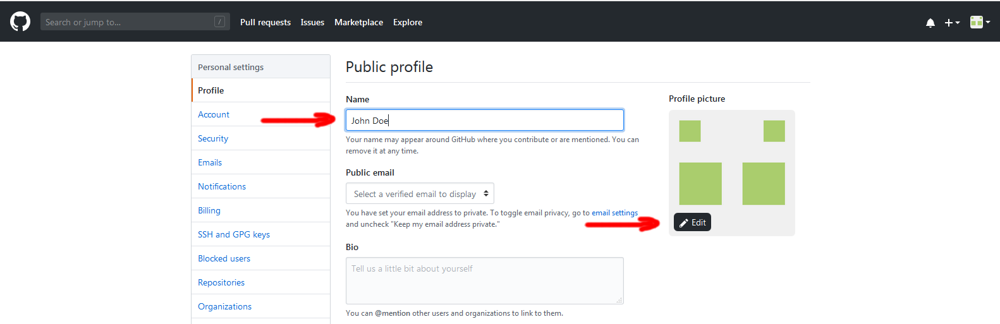 Search or jump to...
/
Pull requests
Issues
Marketplace
Explore
Personal settings
Profile
Account
Security
Emails
Notifications
Billing
SSH and GPG keys
Blocked users
Repositories
Organizations
Public profile
Name
John Doe
Your name may appear around GitHub where you contribute or are mentioned. You can
remove it at any time.
Public email
Select a verified email to display
You have set your email address to private. To toggle email privacy, go to email settings
and uncheck "Keep my email address private."
Bio
Tell us a little bit about yourself
You can @mention other users and organizations to link to them.
Profile picture
Edit